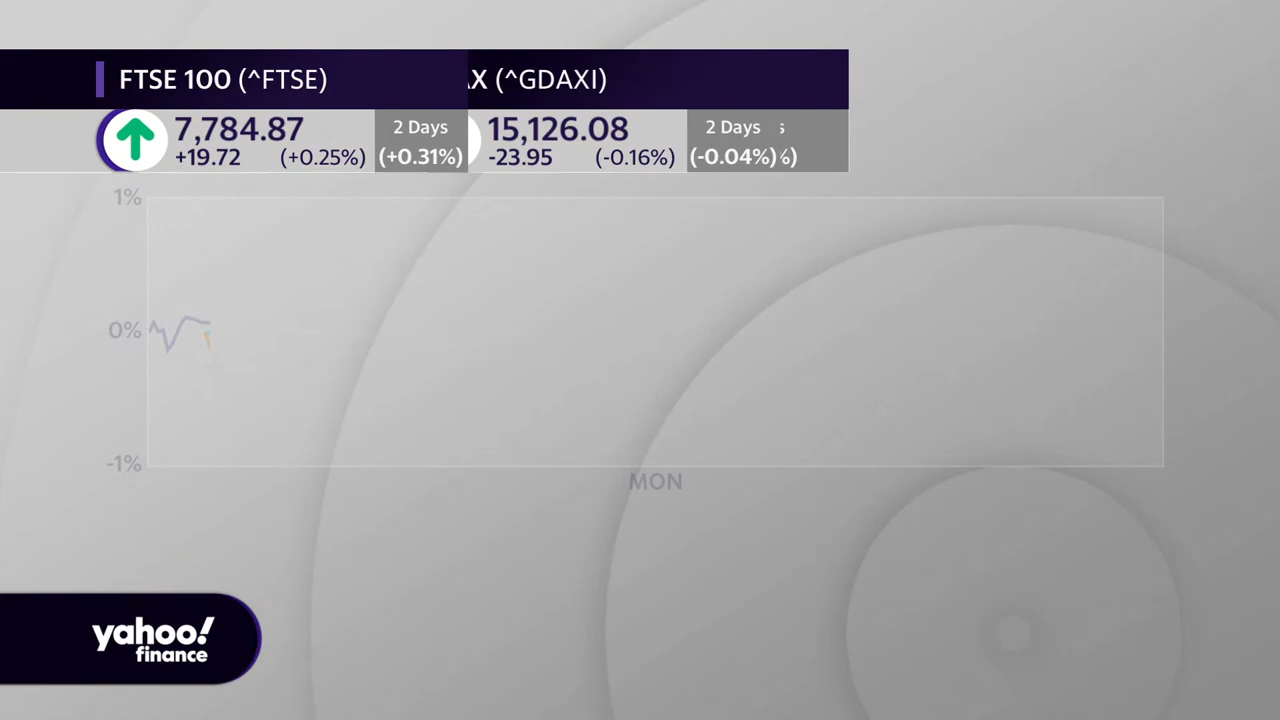 FTSE 100 (^FTSE)
7,784.87
+19.72 (+0.25%)
2 Days
(+0.31%)
X (^GDAXI)
15,126.08
-23.95 (-0.16%)
2 Days
(-0.04%)
1%
0%
-1%
MON
yahoo!
finance